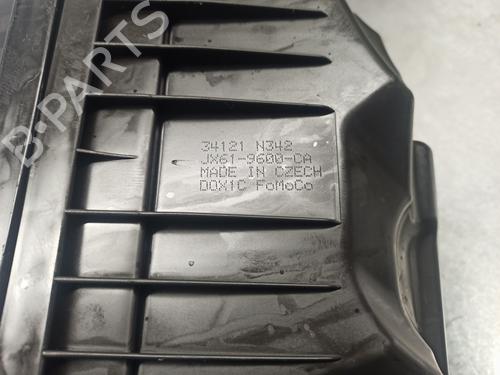 B-PARTS
34121 N342
JX61-9600-CA
MADE IN CZECH
DOX1C FoMoCo